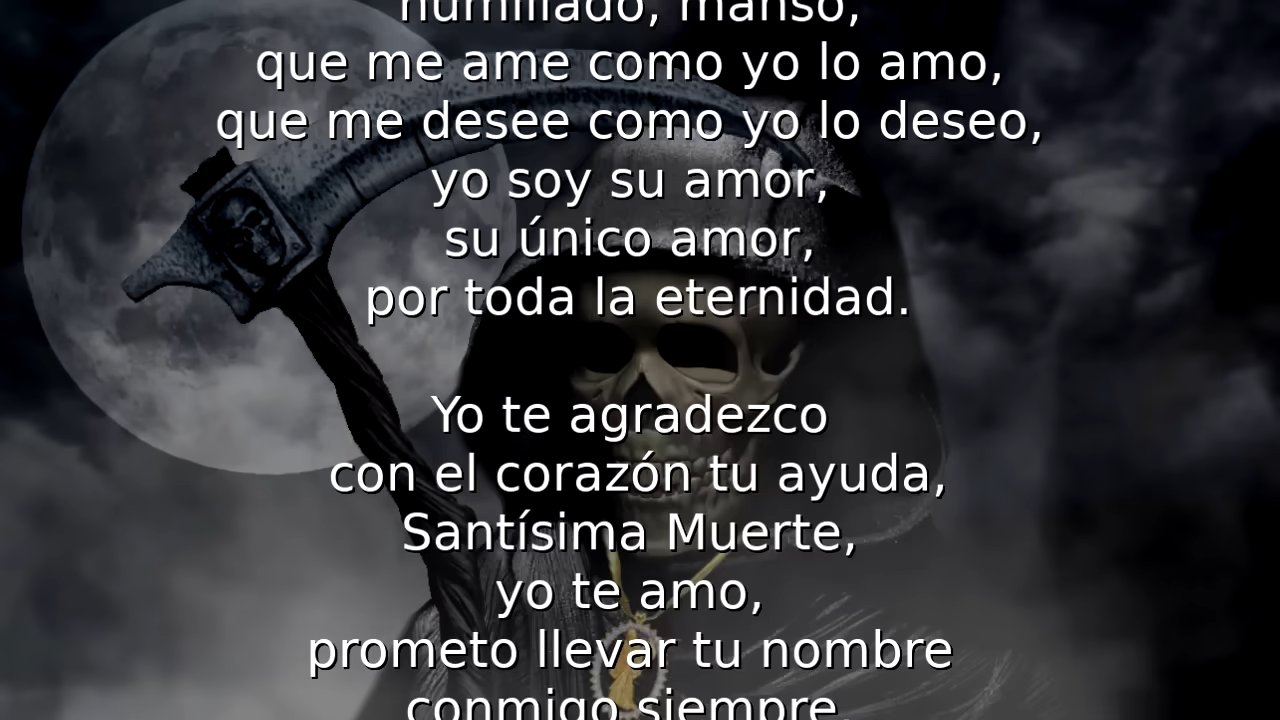 humillado, manso,
que me ame como yo lo amo,
que me desee como yo lo deseo,
yo soy su amor,
su único amor,
por toda la eternidad.
Yo te agradezco
con el corazón tu ayuda,
Santísima Muerte,
yo te amo,
prometo llevar tu nombre
conmigo siempre.